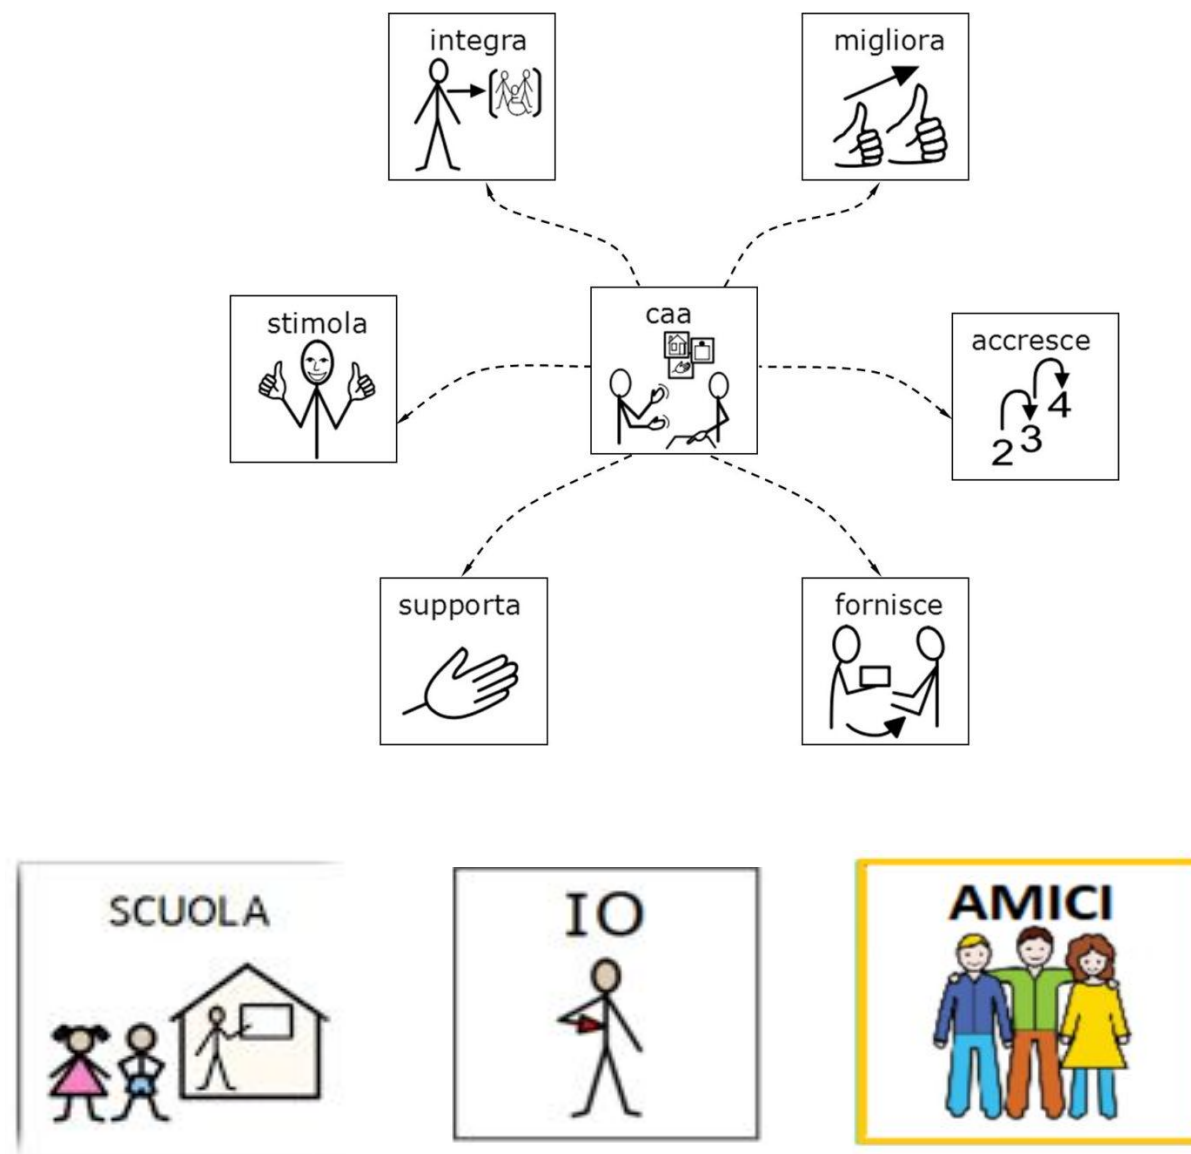 integra
migliora
stimola
caa
accresce
2 3 4
supporta
fornisce
SCUOLA
IO
AMICI